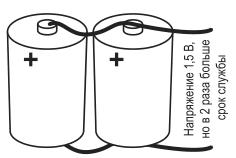 +
+
Напряжение 1,5 В,
но в 2 раза больше
срок службы